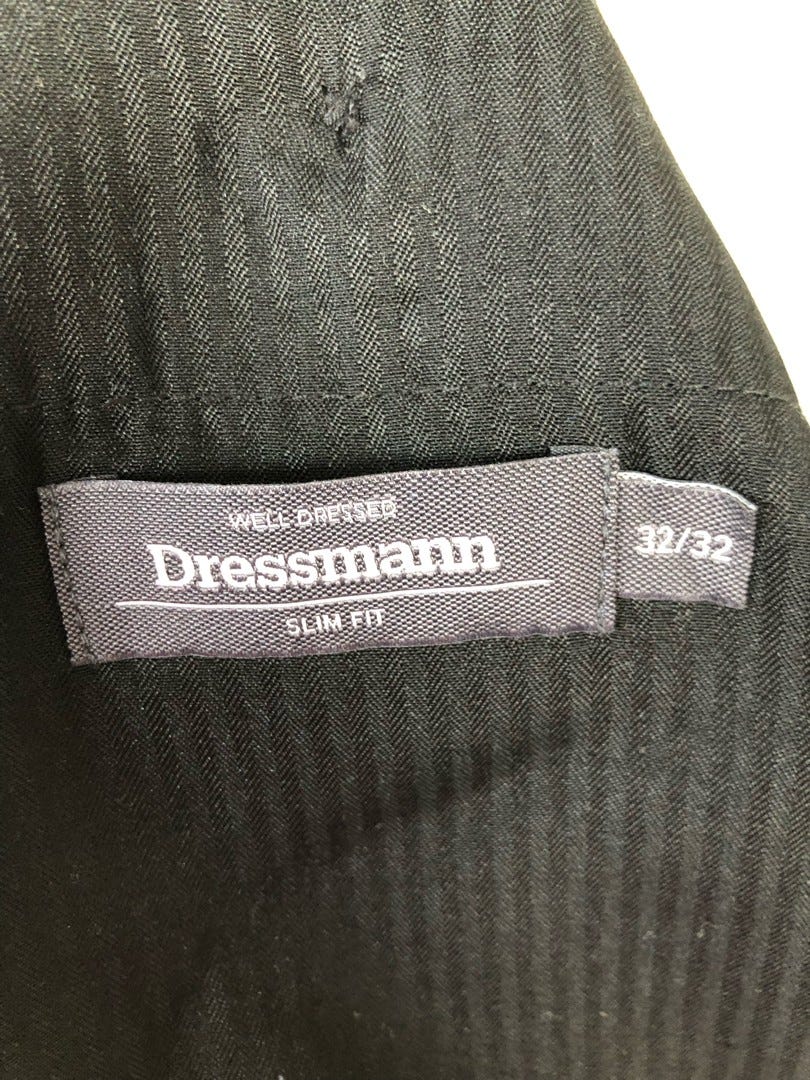 WELL DRESSED
Dressmann
SLIM FIT
32/32